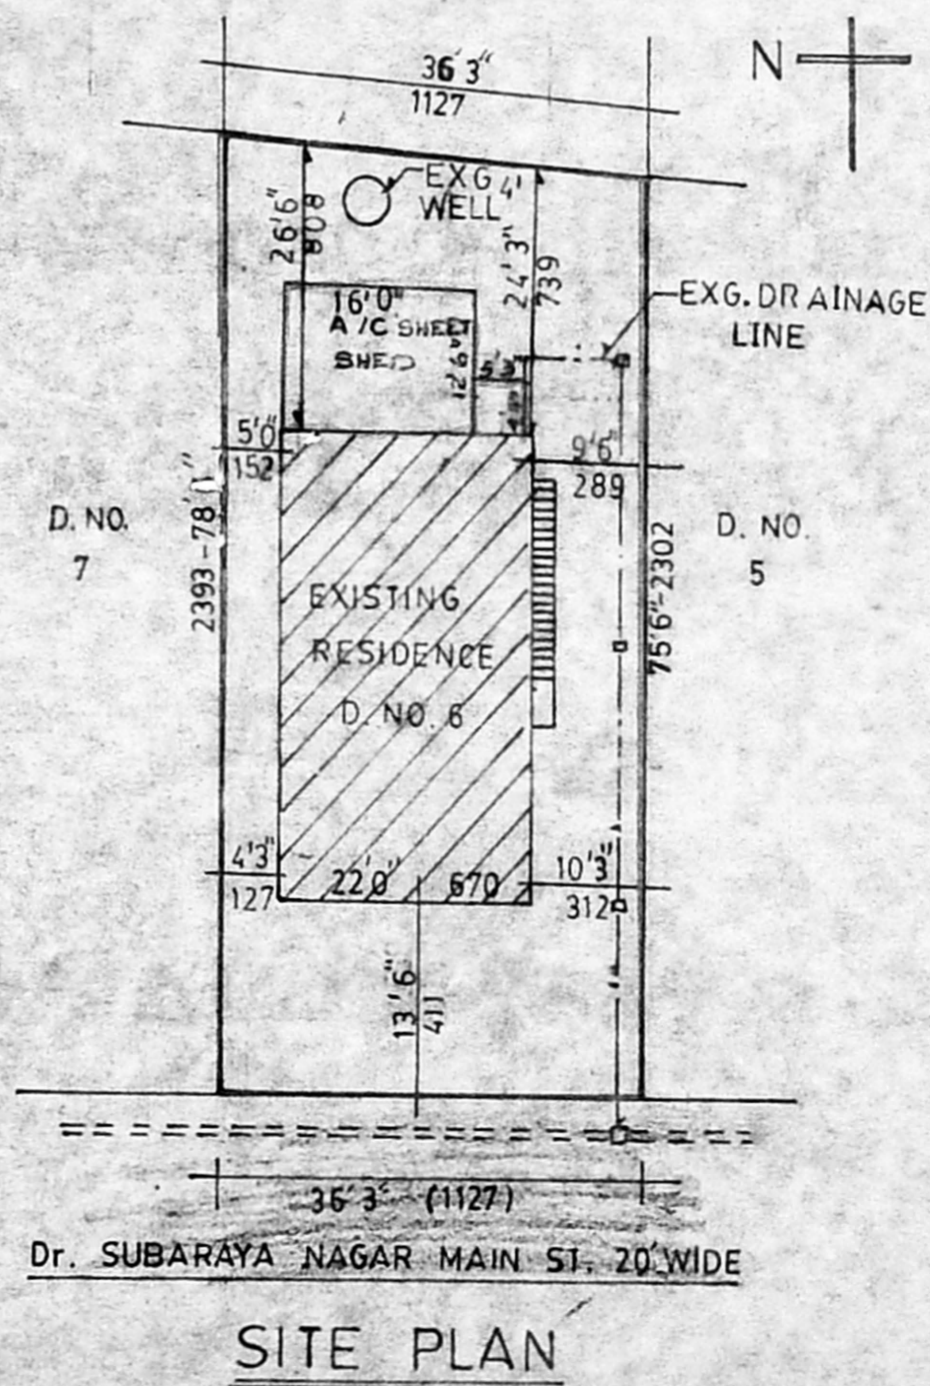 N
36'3"
1127
EXG
WELL
4'
26'6"
808
24'3"
739
EXG. DRAINAGE
LINE
16'0"
A/C SHEET
SHED
12'6"
5'3"
5'0"
152
9'6"
289
D. NO.
7
2393-78'
D. NO.
5
75'6"-2302
EXISTING
RESIDENCE
D. NO. 6
4'3"
127
22'0"
670
10'3"
312
13'6"
411
36'3" (1127)
Dr. SUBARAYA NAGAR MAIN ST, 20' WIDE
SITE PLAN